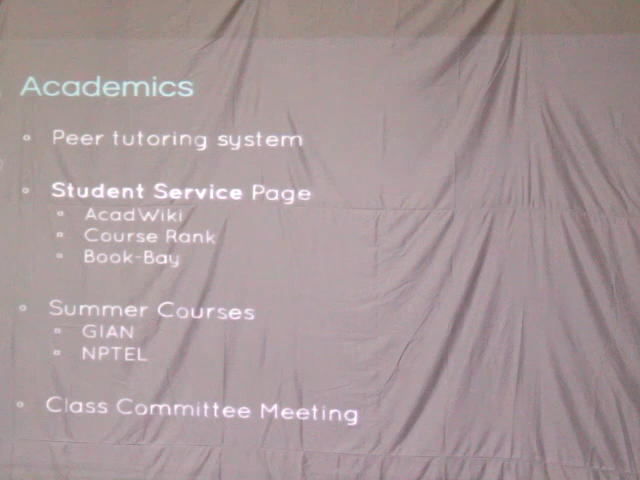 Academics
Peer tutoring system
Student Service Page
AcadWiki
Course Rank
Book-Bay
Summer Courses
GIAN
NPTEL
Class Committee Meeting